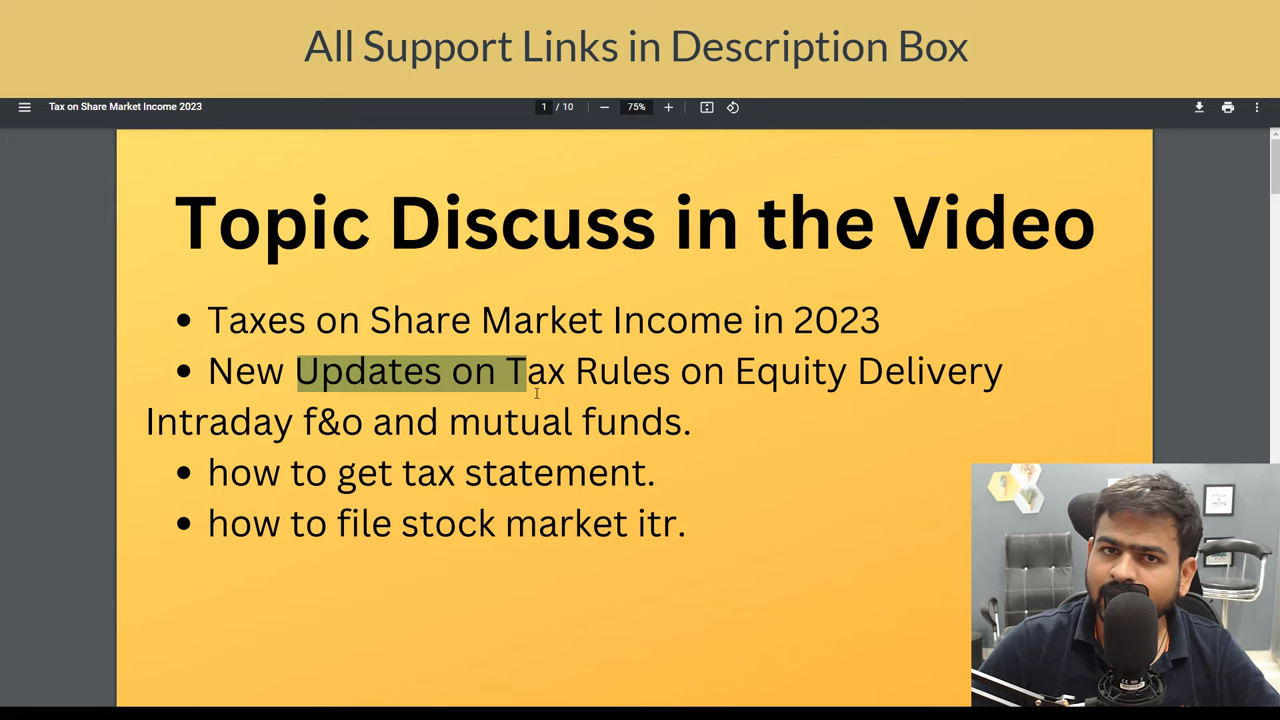 All Support Links in Description Box
Tax on Share Market Income 2023
1 / 10
75%
Topic Discuss in the Video
• Taxes on Share Market Income in 2023
• New Updates on Tax Rules on Equity Delivery
Intraday f&o and mutual funds.
• how to get tax statement.
• how to file stock market itr.